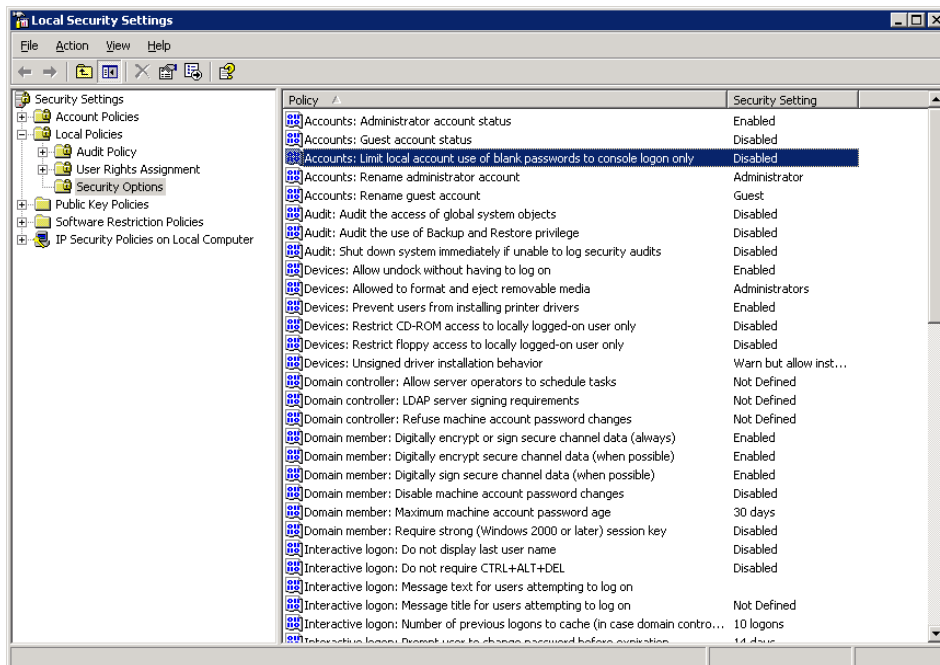 Local Security Settings
File Action View Help
Security Settings
Account Policies
Local Policies
Audit Policy
User Rights Assignment
Security Options
Public Key Policies
Software Restriction Policies
IP Security Policies on Local Computer
Policy Security Setting
Accounts: Administrator account status Enabled
Accounts: Guest account status Disabled
Accounts: Limit local account use of blank passwords to console logon only Disabled
Accounts: Rename administrator account Administrator
Accounts: Rename guest account Guest
Audit: Audit the access of global system objects Disabled
Audit: Audit the use of Backup and Restore privilege Disabled
Audit: Shut down system immediately if unable to log security audits Disabled
Devices: Allow undock without having to log on Enabled
Devices: Allowed to format and eject removable media Administrators
Devices: Prevent users from installing printer drivers Enabled
Devices: Restrict CD-ROM access to locally logged-on user only Disabled
Devices: Restrict floppy access to locally logged-on user only Disabled
Devices: Unsigned driver installation behavior Warn but allow inst...
Domain controller: Allow server operators to schedule tasks Not Defined
Domain controller: LDAP server signing requirements Not Defined
Domain controller: Refuse machine account password changes Not Defined
Domain member: Digitally encrypt or sign secure channel data (always) Enabled
Domain member: Digitally encrypt secure channel data (when possible) Enabled
Domain member: Digitally sign secure channel data (when possible) Enabled
Domain member: Disable machine account password changes Disabled
Domain member: Maximum machine account password age 30 days
Domain member: Require strong (Windows 2000 or later) session key Disabled
Interactive logon: Do not display last user name Disabled
Interactive logon: Do not require CTRL+ALT+DEL Disabled
Interactive logon: Message text for users attempting to log on
Interactive logon: Message title for users attempting to log on Not Defined
Interactive logon: Number of previous logons to cache (in case domain contro... 10 logons
Interactive logon: Prompt user to change password before expiration 14 days